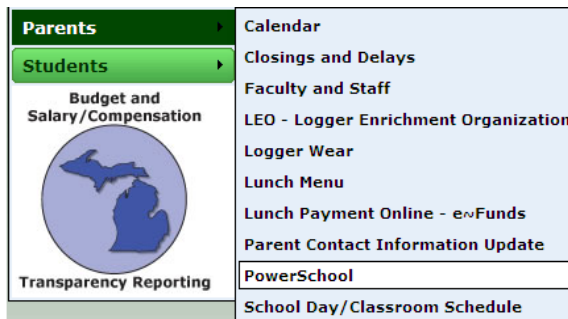 Parents
Students
Budget and
Salary/Compensation
Transparency Reporting
Calendar
Closings and Delays
Faculty and Staff
LEO - Logger Enrichment Organization
Logger Wear
Lunch Menu
Lunch Payment Online - e~Funds
Parent Contact Information Update
PowerSchool
School Day/Classroom Schedule